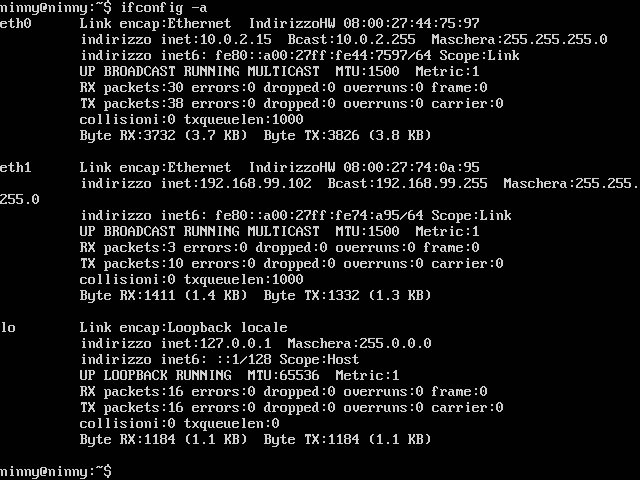 ninny@ninny:~$ ifconfig -a
eth0      Link encap:Ethernet  IndirizzoHW 08:00:27:44:75:97
          indirizzo inet:10.0.2.15  Bcast:10.0.2.255  Maschera:255.255.255.0
          indirizzo inet6: fe80::a00:27ff:fe44:7597/64 Scope:Link
          UP BROADCAST RUNNING MULTICAST  MTU:1500  Metric:1
          RX packets:30 errors:0 dropped:0 overruns:0 frame:0
          TX packets:38 errors:0 dropped:0 overruns:0 carrier:0
          collisioni:0 txqueuelen:1000
          Byte RX:3732 (3.7 KB)  Byte TX:3826 (3.8 KB)
eth1      Link encap:Ethernet  IndirizzoHW 08:00:27:74:0a:95
          indirizzo inet:192.168.99.102  Bcast:192.168.99.255  Maschera:255.255.
255.0
          indirizzo inet6: fe80::a00:27ff:fe74:a95/64 Scope:Link
          UP BROADCAST RUNNING MULTICAST  MTU:1500  Metric:1
          RX packets:3 errors:0 dropped:0 overruns:0 frame:0
          TX packets:10 errors:0 dropped:0 overruns:0 carrier:0
          collisioni:0 txqueuelen:1000
          Byte RX:1411 (1.4 KB)  Byte TX:1332 (1.3 KB)
lo        Link encap:Loopback locale
          indirizzo inet:127.0.0.1  Maschera:255.0.0.0
          indirizzo inet6: ::1/128 Scope:Host
          UP LOOPBACK RUNNING  MTU:65536  Metric:1
          RX packets:16 errors:0 dropped:0 overruns:0 frame:0
          TX packets:16 errors:0 dropped:0 overruns:0 carrier:0
          collisioni:0 txqueuelen:0
          Byte RX:1184 (1.1 KB)  Byte TX:1184 (1.1 KB)
ninny@ninny:~$